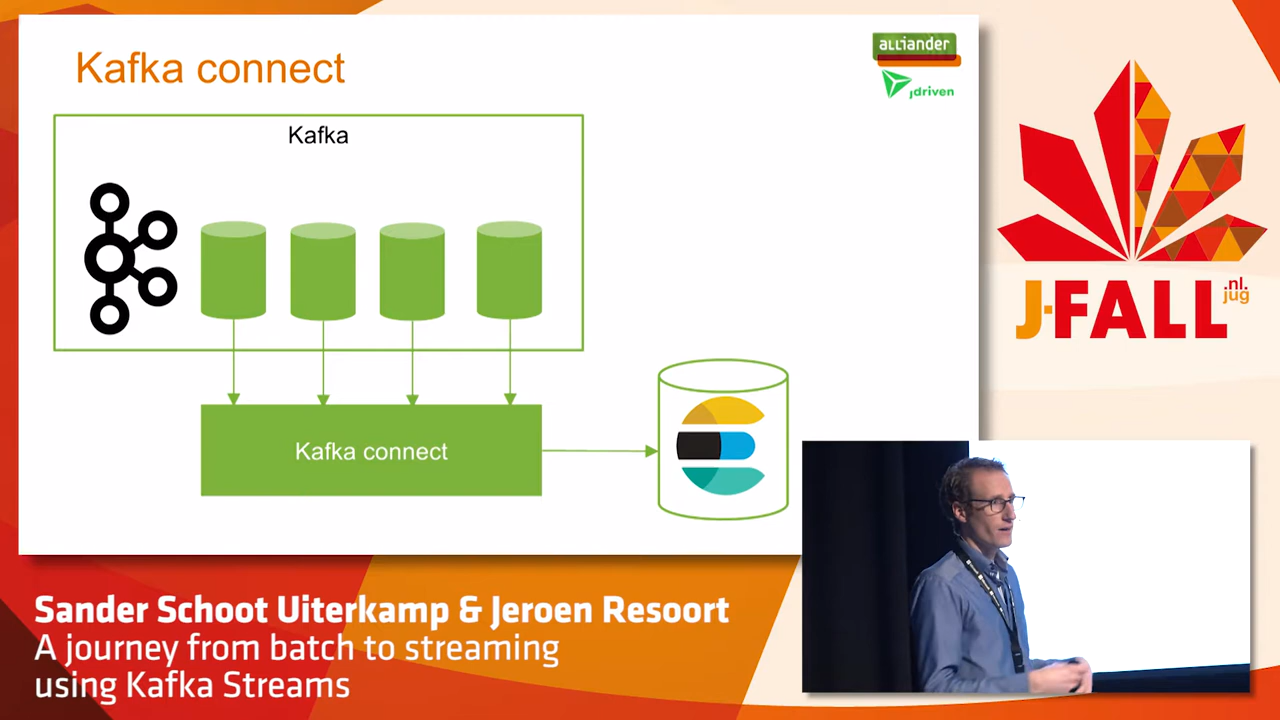 Kafka connect
alliander
jdriven
Kafka
Kafka connect
J-FALL
.nl.
jug
Sander Schoot Uiterkamp & Jeroen Resoort
A journey from batch to streaming
using Kafka Streams